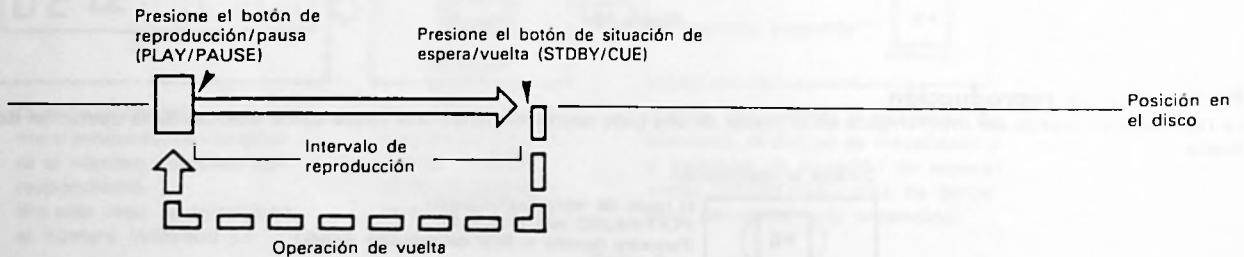 Presione el botón de
reproducción/pausa
(PLAY/PAUSE)
Presione el botón de situación de
espera/vuelta (STDBY/CUE)
Posición en
el disco
Intervalo de
reproducción
Operación de vuelta